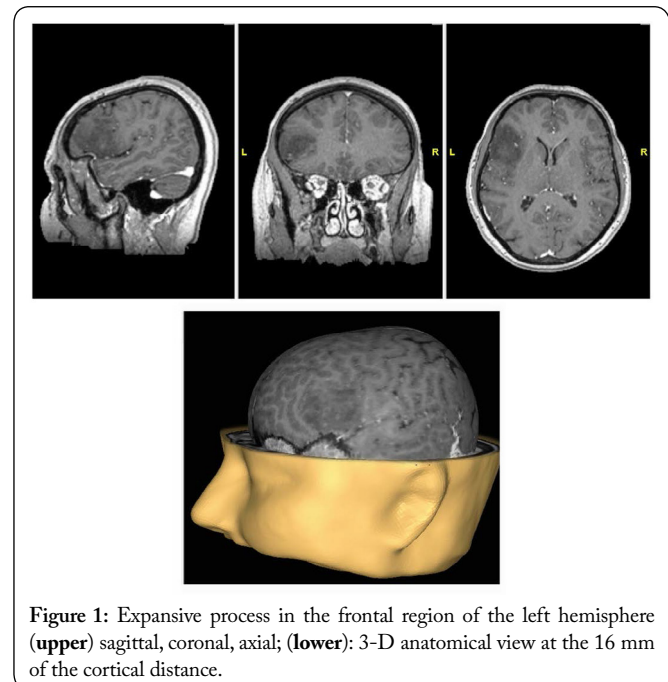 L R L R
Figure 1: Expansive process in the frontal region of the left hemisphere
(upper) sagittal, coronal, axial; (lower): 3-D anatomical view at the 16 mm
of the cortical distance.